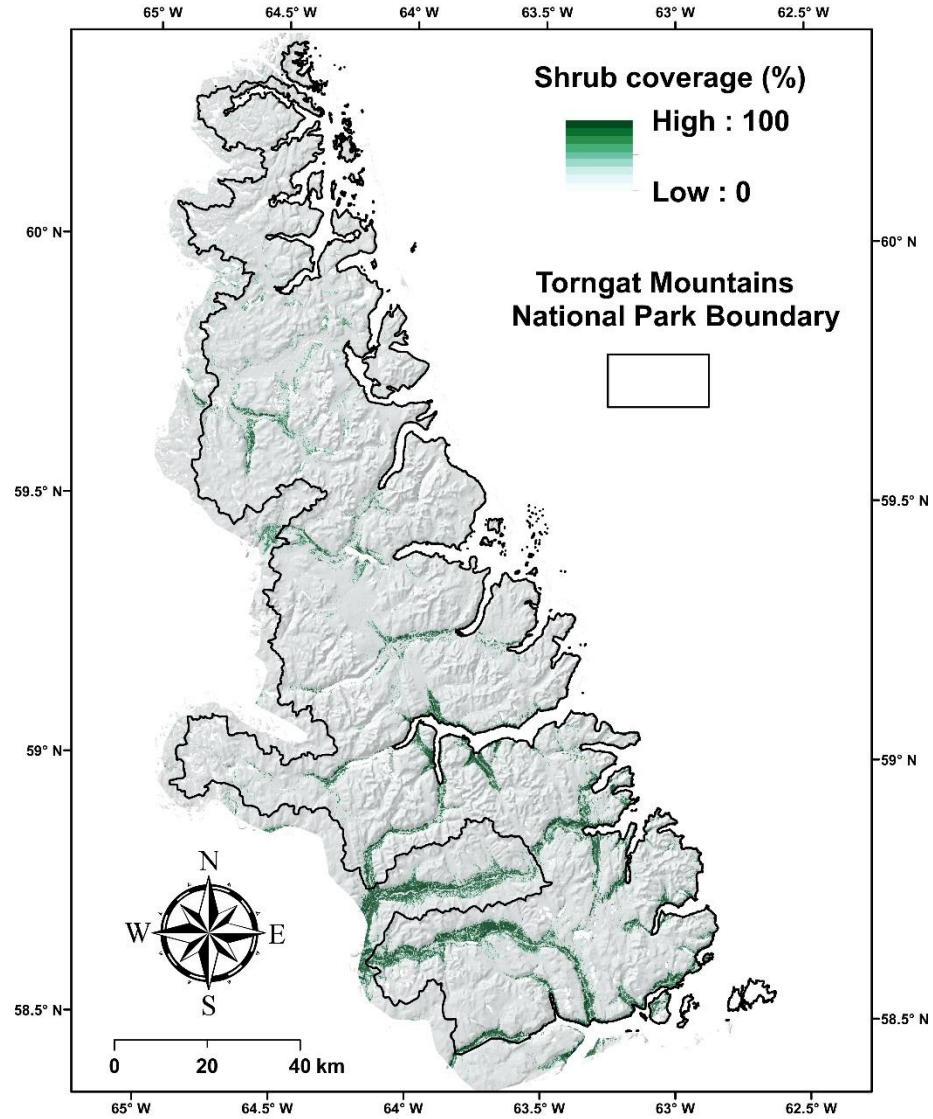 65° W 64.5° W 64° W 63.5° W 63° W 62.5° W
Shrub coverage (%)
High : 100
Low : 0
60° N 60° N
Torngat Mountains
National Park Boundary
59.5° N 59.5° N
59° N 59° N
N
W E
S
58.5° N 58.5° N
0 20 40 km
65° W 64.5° W 64° W 63.5° W 63° W 62.5° W